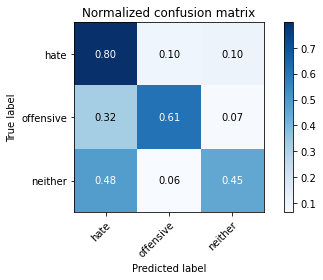 Normalized confusion matrix
True label
hate
0.80 0.10 0.10
offensive
0.32 0.61 0.07
neither
0.48 0.06 0.45
hate
offensive
neither
Predicted label
0.7
0.6
0.5
0.4
0.3
0.2
0.1